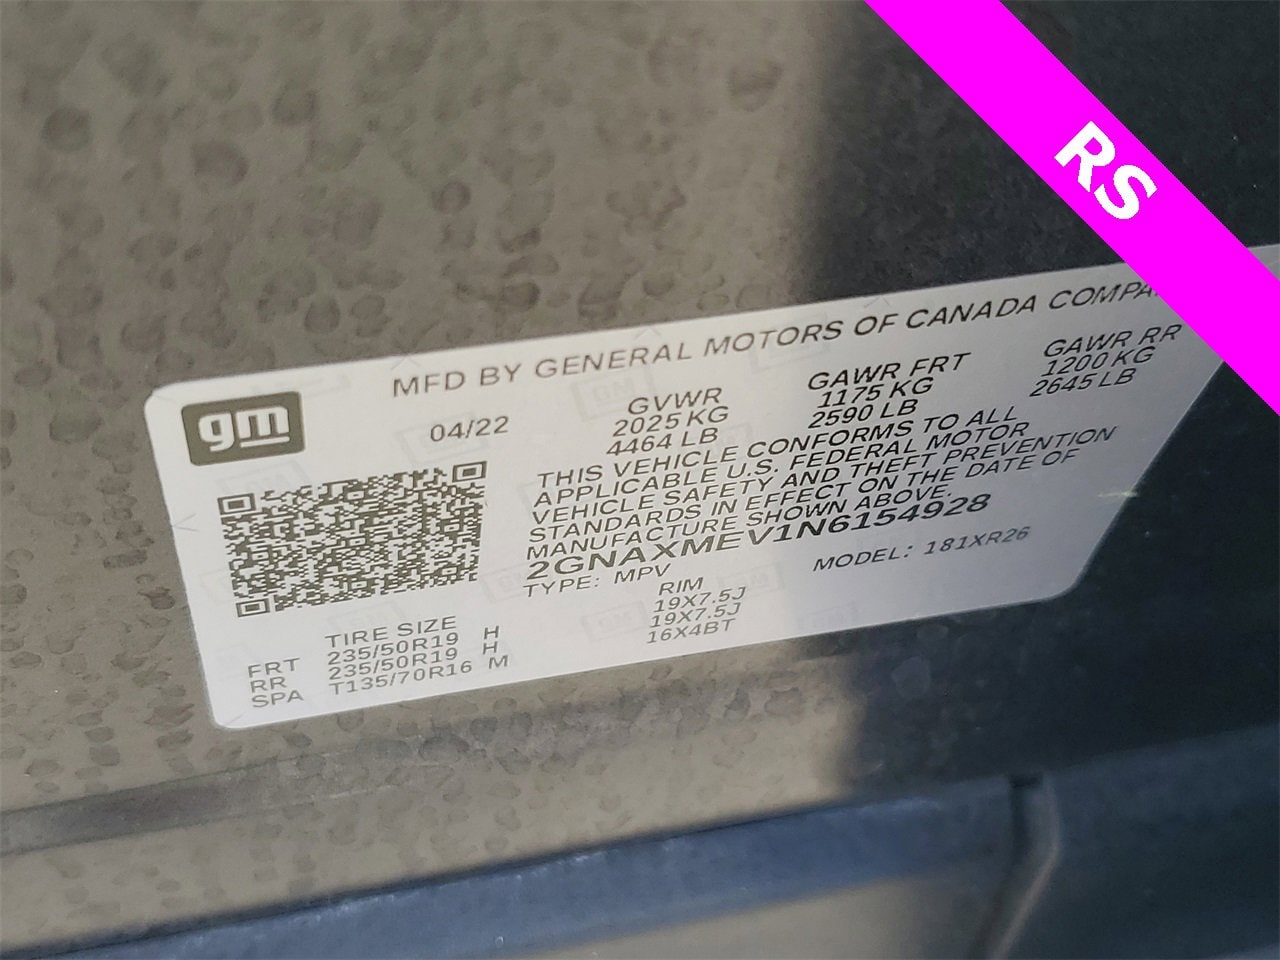 RS
MFD BY GENERAL MOTORS OF CANADA
gm
04/22
GVWR GAWR FRT GAWR RR
2025 KG 1175 KG 1200 KG
4464 LB 2590 LB 2645 LB
THIS VEHICLE CONFORMS TO ALL
APPLICABLE U.S. FEDERAL MOTOR
VEHICLE SAFETY AND THEFT PREVENTION
STANDARDS IN EFFECT ON THE DATE OF
MANUFACTURE SHOWN ABOVE.
2GNAXMEV1N6154928
TYPE: MPV MODEL: 181XR26
TIRE SIZE RIM
FRT 235/50R19 H 19X7.5J
RR 235/50R19 H 19X7.5J
SPA T135/70R16 M 16X4BT